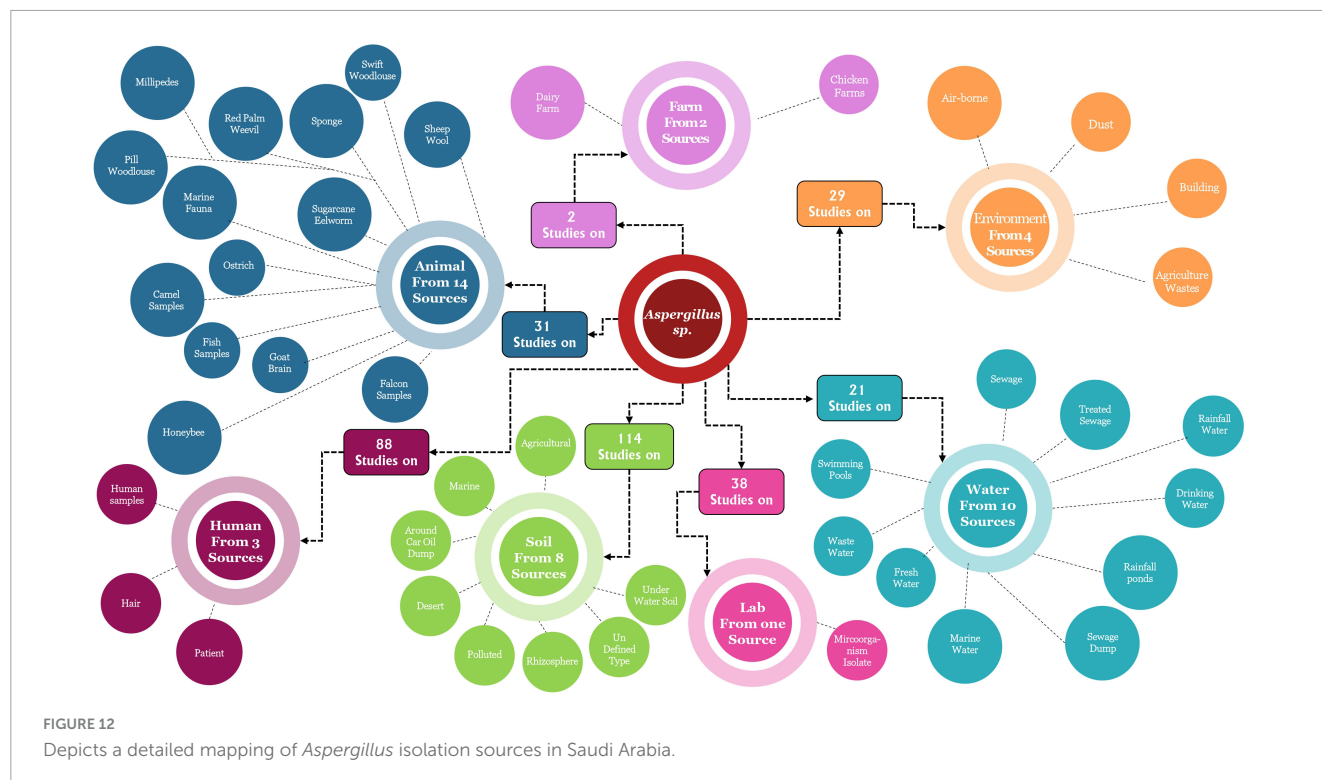 Millipedes
Swift
Woodlouse
Red Palm
Weevil
Sponge
Sheep
Wool
Pill
Woodlouse
Marine
Fauna
Sugarcane
Eelworm
Ostrich
Camel
Samples
Fish
Samples
Goat
Brain
Falcon
Samples
Honeybee
Animal
From 14
Sources
31
Studies on
Dairy
Farm
Farm
From 2
Sources
Chicken
Farms
2
Studies on
Aspergillus
sp.
29
Studies on
Air-borne
Dust
Building
Agriculture
Wastes
Environment
From 4
Sources
21
Studies on
Sewage
Treated
Sewage
Rainfall
Water
Swimming
Pools
Drinking
Water
Water
From 10
Sources
Waste
Water
Fresh
Water
Rainfall
ponds
Marine
Water
Sewage
Dump
88
Studies on
Human
samples
Human
From 3
Sources
Hair
Patient
114
Studies on
Agricultural
Marine
Around
Car Oil
Dump
Soil
From 8
Sources
Desert
Under
Water Soil
Polluted
Rhizosphere
Un
Defined
Type
38
Studies on
Lab
From one
Source
Mircoorga-
nism
Isolate
FIGURE 12
Depicts a detailed mapping of Aspergillus isolation sources in Saudi Arabia.